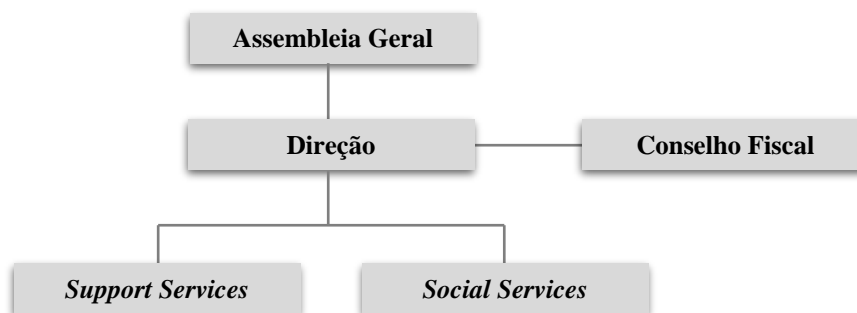 Assembleia Geral
Direção
Conselho Fiscal
Support Services
Social Services